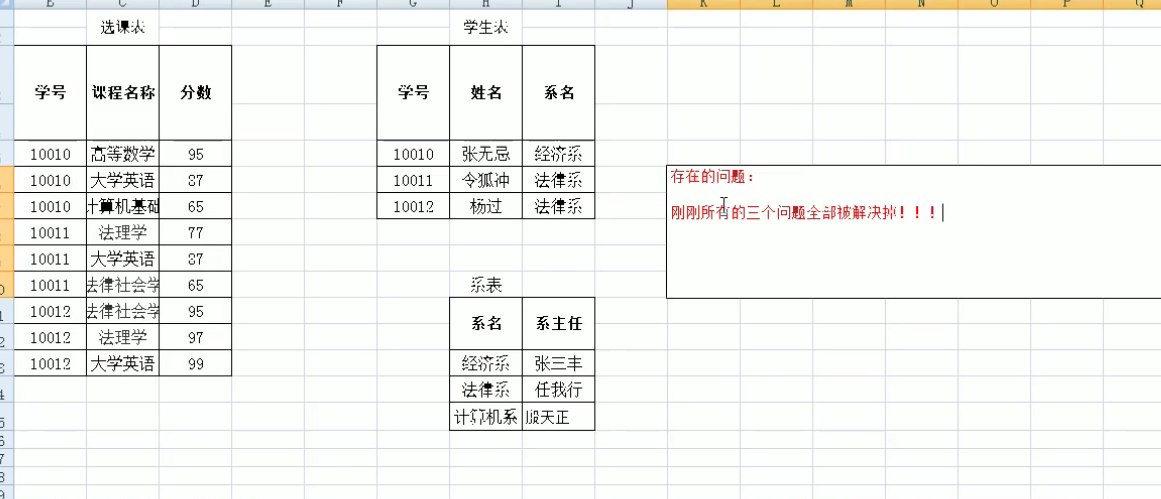 B C D E F G H I J K L M N O P Q
选课表 学生表
学号 课程名称 分数 学号 姓名 系名
10010 高等数学 95 10010 张无忌 经济系
10010 大学英语 87 10011 令狐冲 法律系
10010 计算机基础 65 10012 杨过 法律系
10011 法理学 77
10011 大学英语 87
10011 法律社会学 65
10012 法律社会学 95
10012 法理学 97
10012 大学英语 99
系表
系名 系主任
经济系 张三丰
法律系 任我行
计算机系 殷天正
存在的问题：
刚刚所有的三个问题全部被解决掉！！！